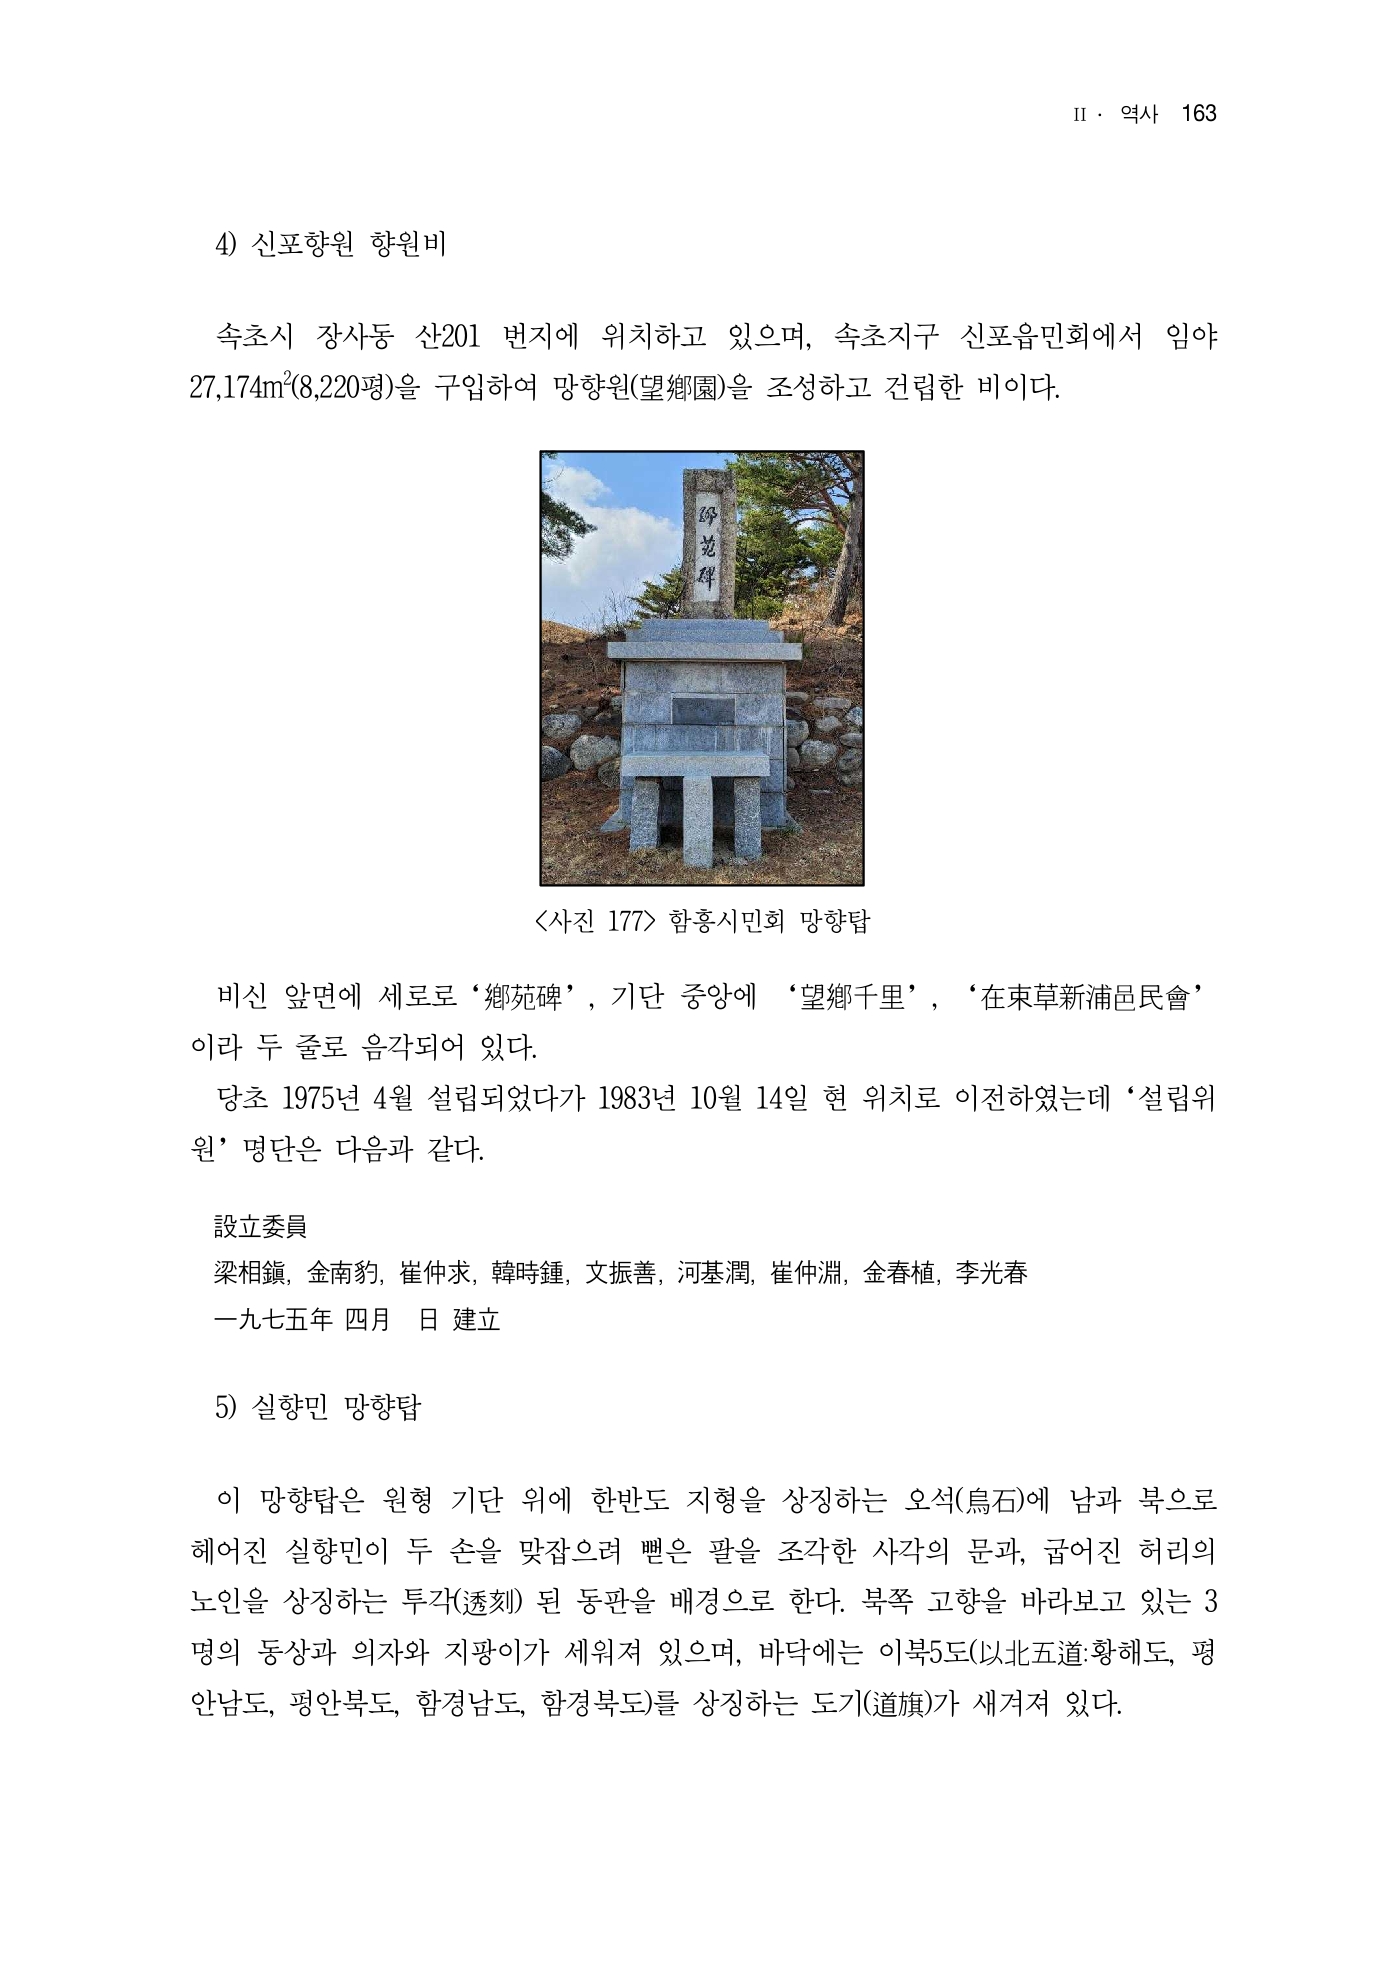 II · 역사 163
4) 신포향원 향원비
속초시 장사동 산201 번지에 위치하고 있으며, 속초지구 신포읍민회에서 임야
27,174m²(8,220평)을 구입하여 망향원(望鄕園)을 조성하고 건립한 비이다.
鄕
苑
碑
<사진 177> 함흥시민회 망향탑
비신 앞면에 세로로 ‘鄕苑碑’, 기단 중앙에 ‘望鄕千里’, ‘在束草新浦邑民會’
이라 두 줄로 음각되어 있다.
당초 1975년 4월 설립되었다가 1983년 10월 14일 현 위치로 이전하였는데 ‘설립위
원’ 명단은 다음과 같다.
設立委員
梁相鎭, 金南豹, 崔仲求, 韓時鍾, 文振善, 河基潤, 崔仲淵, 金春植, 李光春
一九七五年 四月 日 建立
5) 실향민 망향탑
이 망향탑은 원형 기단 위에 한반도 지형을 상징하는 오석(烏石)에 남과 북으로
헤어진 실향민이 두 손을 맞잡으려 뻗은 팔을 조각한 사각의 문과, 굽어진 허리의
노인을 상징하는 투각(透刻) 된 동판을 배경으로 한다. 북쪽 고향을 바라보고 있는 3
명의 동상과 의자와 지팡이가 세워져 있으며, 바닥에는 이북5도(以北五道:황해도, 평
안남도, 평안북도, 함경남도, 함경북도)를 상징하는 도기(道旗)가 새겨져 있다.